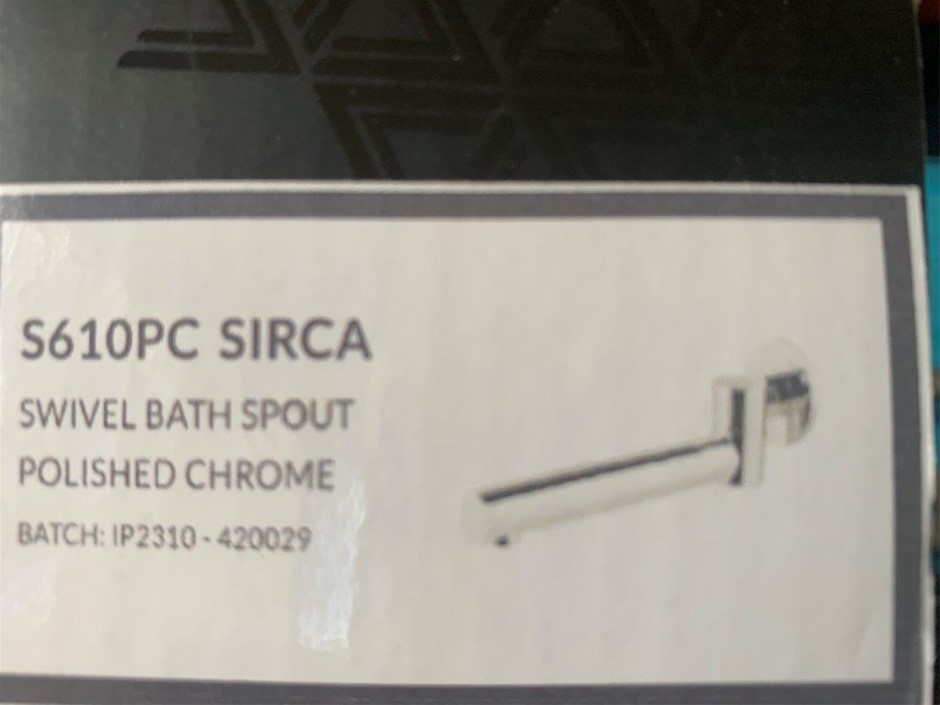 S610PC SIRCA
SWIVEL BATH SPOUT
POLISHED CHROME
BATCH: IP2310 - 420029